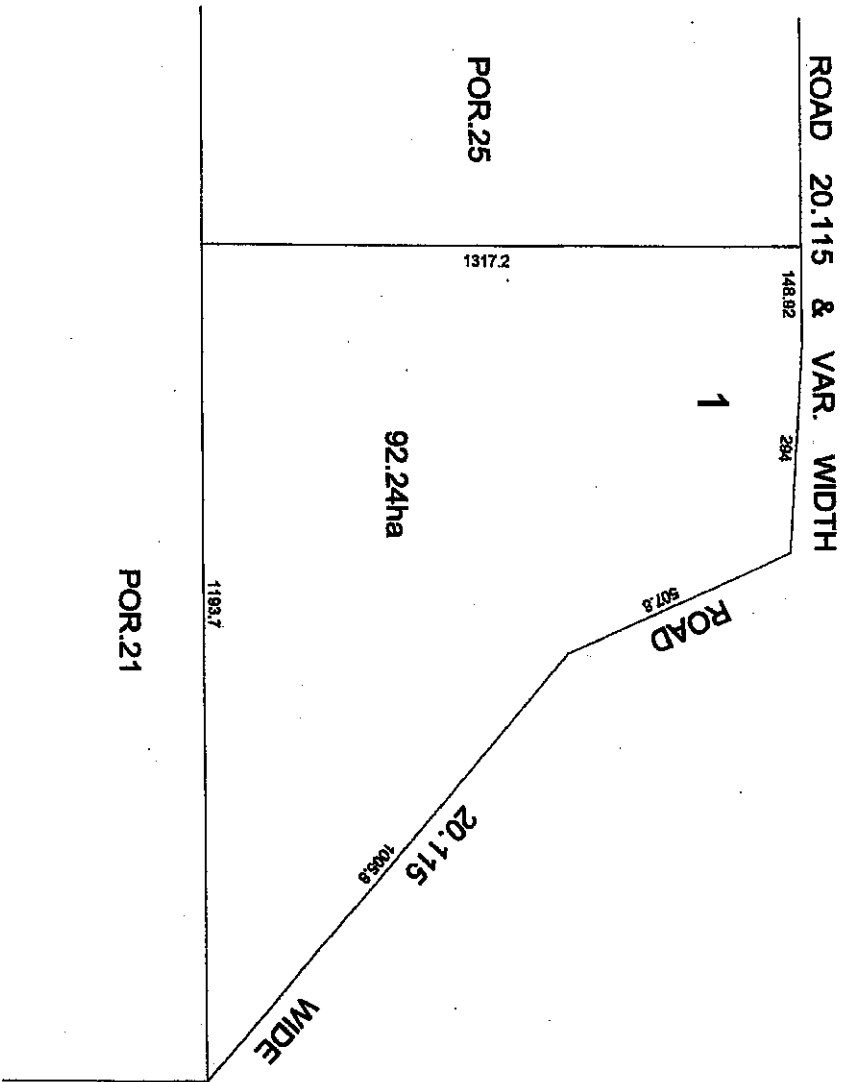 ROAD 20.115 & VAR. WIDTH
POR.25
1317.2
148.92
284
1
92.24ha
507.8
ROAD
20.115
1005.8
WIDE
1193.7
POR.21